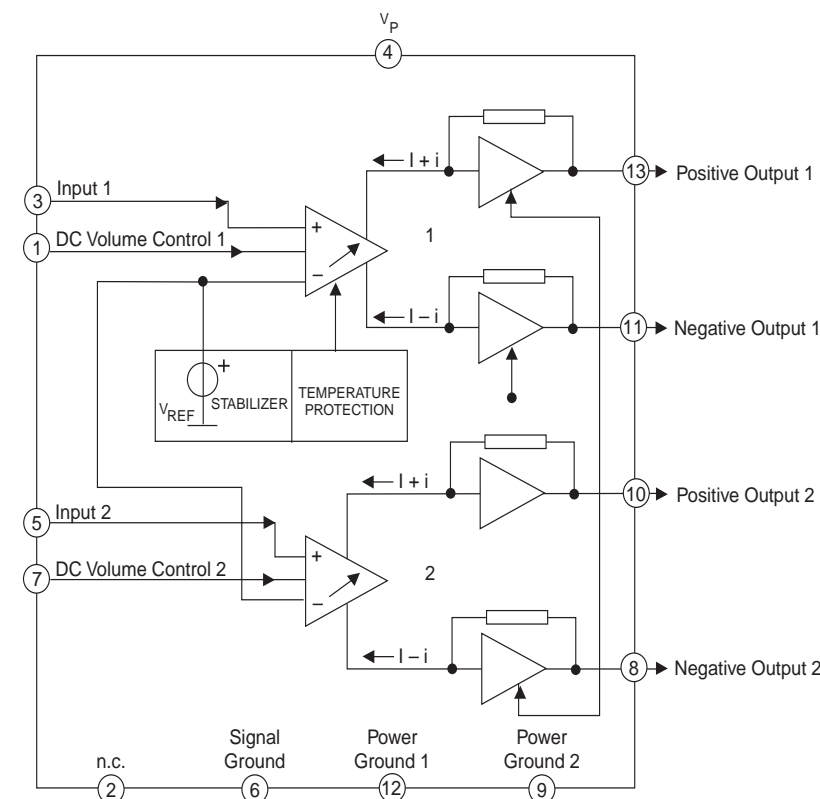 V
P
4
I + i
13 Positive Output 1
3 Input 1
+
1 DC Volume Control 1
1
–
I – i
11 Negative Output 1
+
VREF STABILIZER
TEMPERATURE
PROTECTION
I + i
10 Positive Output 2
5 Input 2
+
7 DC Volume Control 2
2
–
I – i
8 Negative Output 2
n.c.
2
Signal
Ground
6
Power
Ground 1
12
Power
Ground 2
9